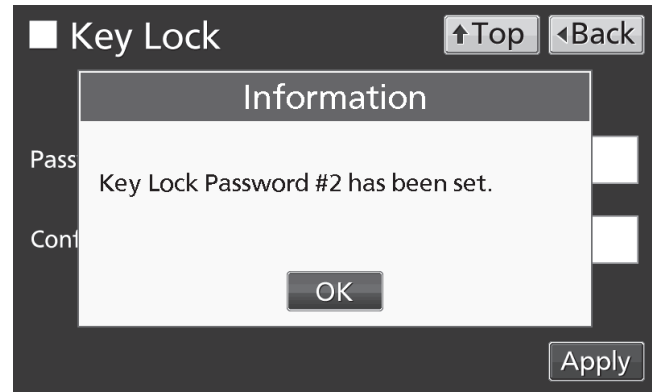 Key Lock
↑Top ◂Back
Information
Pass
Key Lock Password #2 has been set.
Conf
OK
Apply